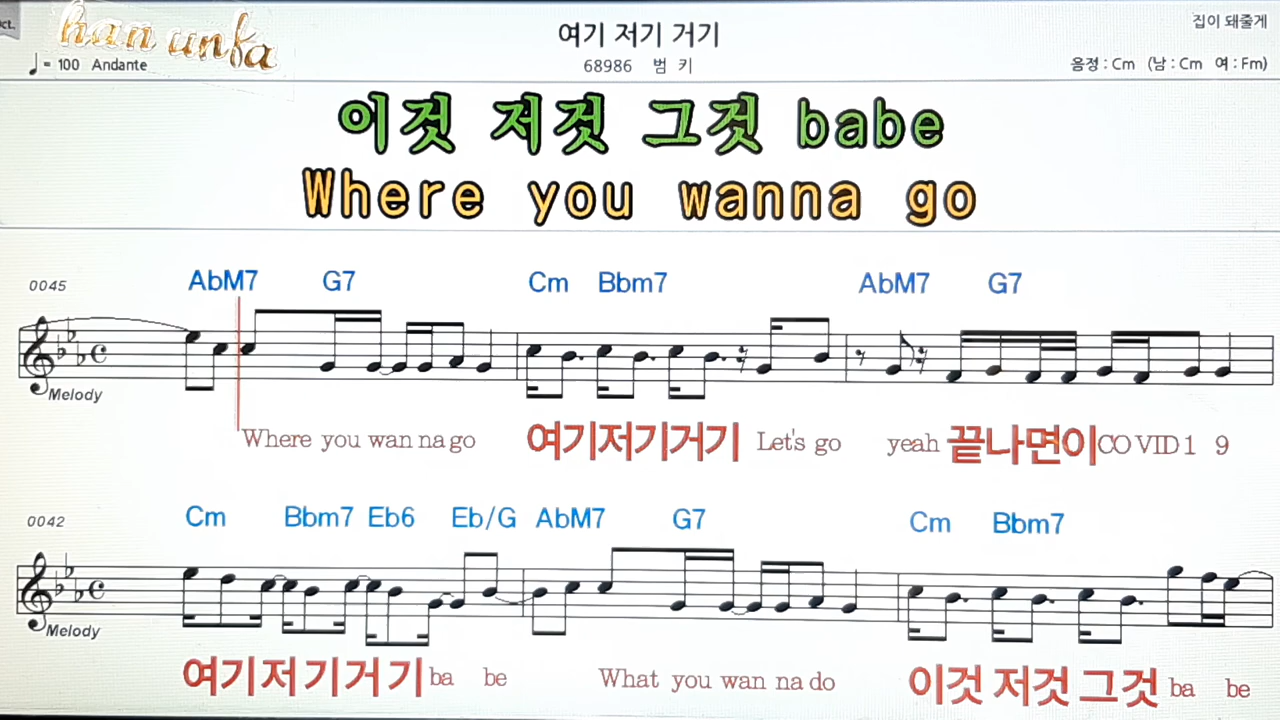 ct.
han unfa
여기 저기 거기
집이 돼줄게
♩= 100 Andante
68986 범 키
음정 : Cm (남 : Cm 여 : Fm)
이것 저것 그것 babe
Where you wanna go
0045 AbM7 G7 Cm Bbm7 AbM7 G7
Melody
Where you wan na go 여기저기거기 Let's go yeah 끝나면이CO VID 1 9
0042 Cm Bbm7 Eb6 Eb/G AbM7 G7 Cm Bbm7
Melody
여기저기거기 ba be What you wan na do 이것 저것 그것 ba be